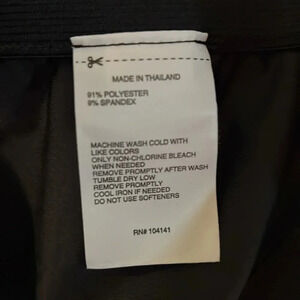 MADE IN THAILAND
91% POLYESTER
9% SPANDEX
MACHINE WASH COLD WITH
LIKE COLORS
ONLY NON-CHLORINE BLEACH
WHEN NEEDED
REMOVE PROMPTLY AFTER WASH
TUMBLE DRY LOW
REMOVE PROMPTLY
COOL IRON IF NEEDED
DO NOT USE SOFTENERS
RN# 104141